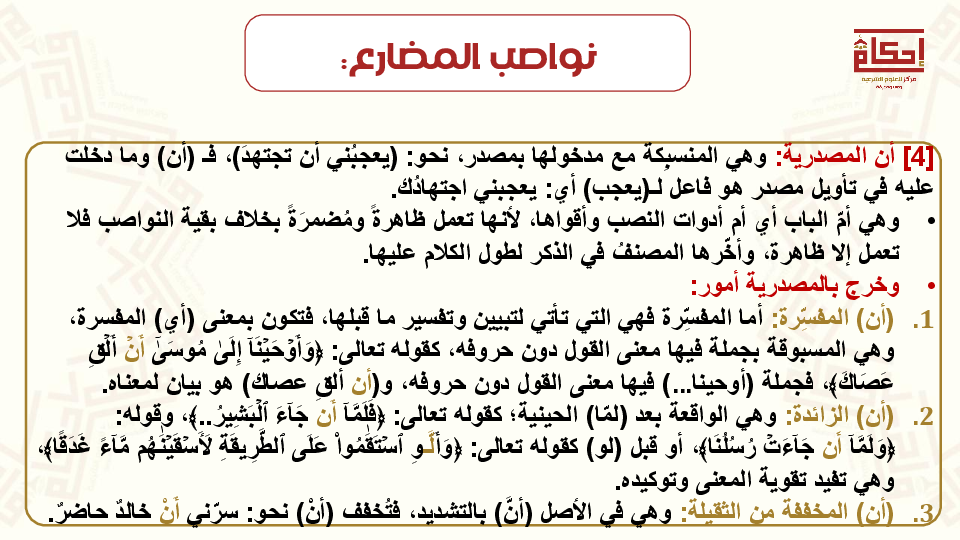 نواصب المضارع:
إحكام
مركز للعلوم الشرعية
[4] أن المصدرية: وهي المنسبِكة مع مدخولها بمصدر، نحو: (يعجبُني أن تجتهدَ)، فـ (أن) وما دخلت
عليه في تأويل مصدر هو فاعل لـ(يعجب) أي: يعجبني اجتهادُك.
• وهي أمّ الباب أي أم أدوات النصب وأقواها، لأنها تعمل ظاهرةً ومُضمرَةً بخلاف بقية النواصب فلا
تعمل إلا ظاهرة، وأخّرها المصنفُ في الذكر لطول الكلام عليها.
• وخرج بالمصدرية أمور:
1. (أن) المفسِّرة: أما المفسِّرة فهي التي تأتي لتبيين وتفسير ما قبلها، فتكون بمعنى (أي) المفسرة،
وهي المسبوقة بجملة فيها معنى القول دون حروفه، كقوله تعالى: ﴿وَأَوۡحَيۡنَآ إِلَىٰ مُوسَىٰٓ أَنۡ أَلۡقِ
عَصَاكَ﴾، فجملة (أوحينا...) فيها معنى القول دون حروفه، و(أن ألقِ عصاك) هو بيان لمعناه.
2. (أن) الزائدة: وهي الواقعة بعد (لمّا) الحينية؛ كقوله تعالى: ﴿فَلَمَّآ أَن جَآءَ ٱلۡبَشِيرُ..﴾، وقوله:
﴿وَلَمَّآ أَن جَآءَتۡ رُسُلُنَا﴾، أو قبل (لو) كقوله تعالى: ﴿وَأَلَّوِ ٱسۡتَقَٰمُواْ عَلَى ٱلطَّرِيقَةِ لَأَسۡقَيۡنَٰهُم مَّآءً غَدَقًا﴾،
وهي تفيد تقوية المعنى وتوكيده.
3. (أن) المخففة من الثقيلة: وهي في الأصل (أنَّ) بالتشديد، فتُخفف (أنْ) نحو: سرّني أَنْ خالدٌ حاضرٌ.